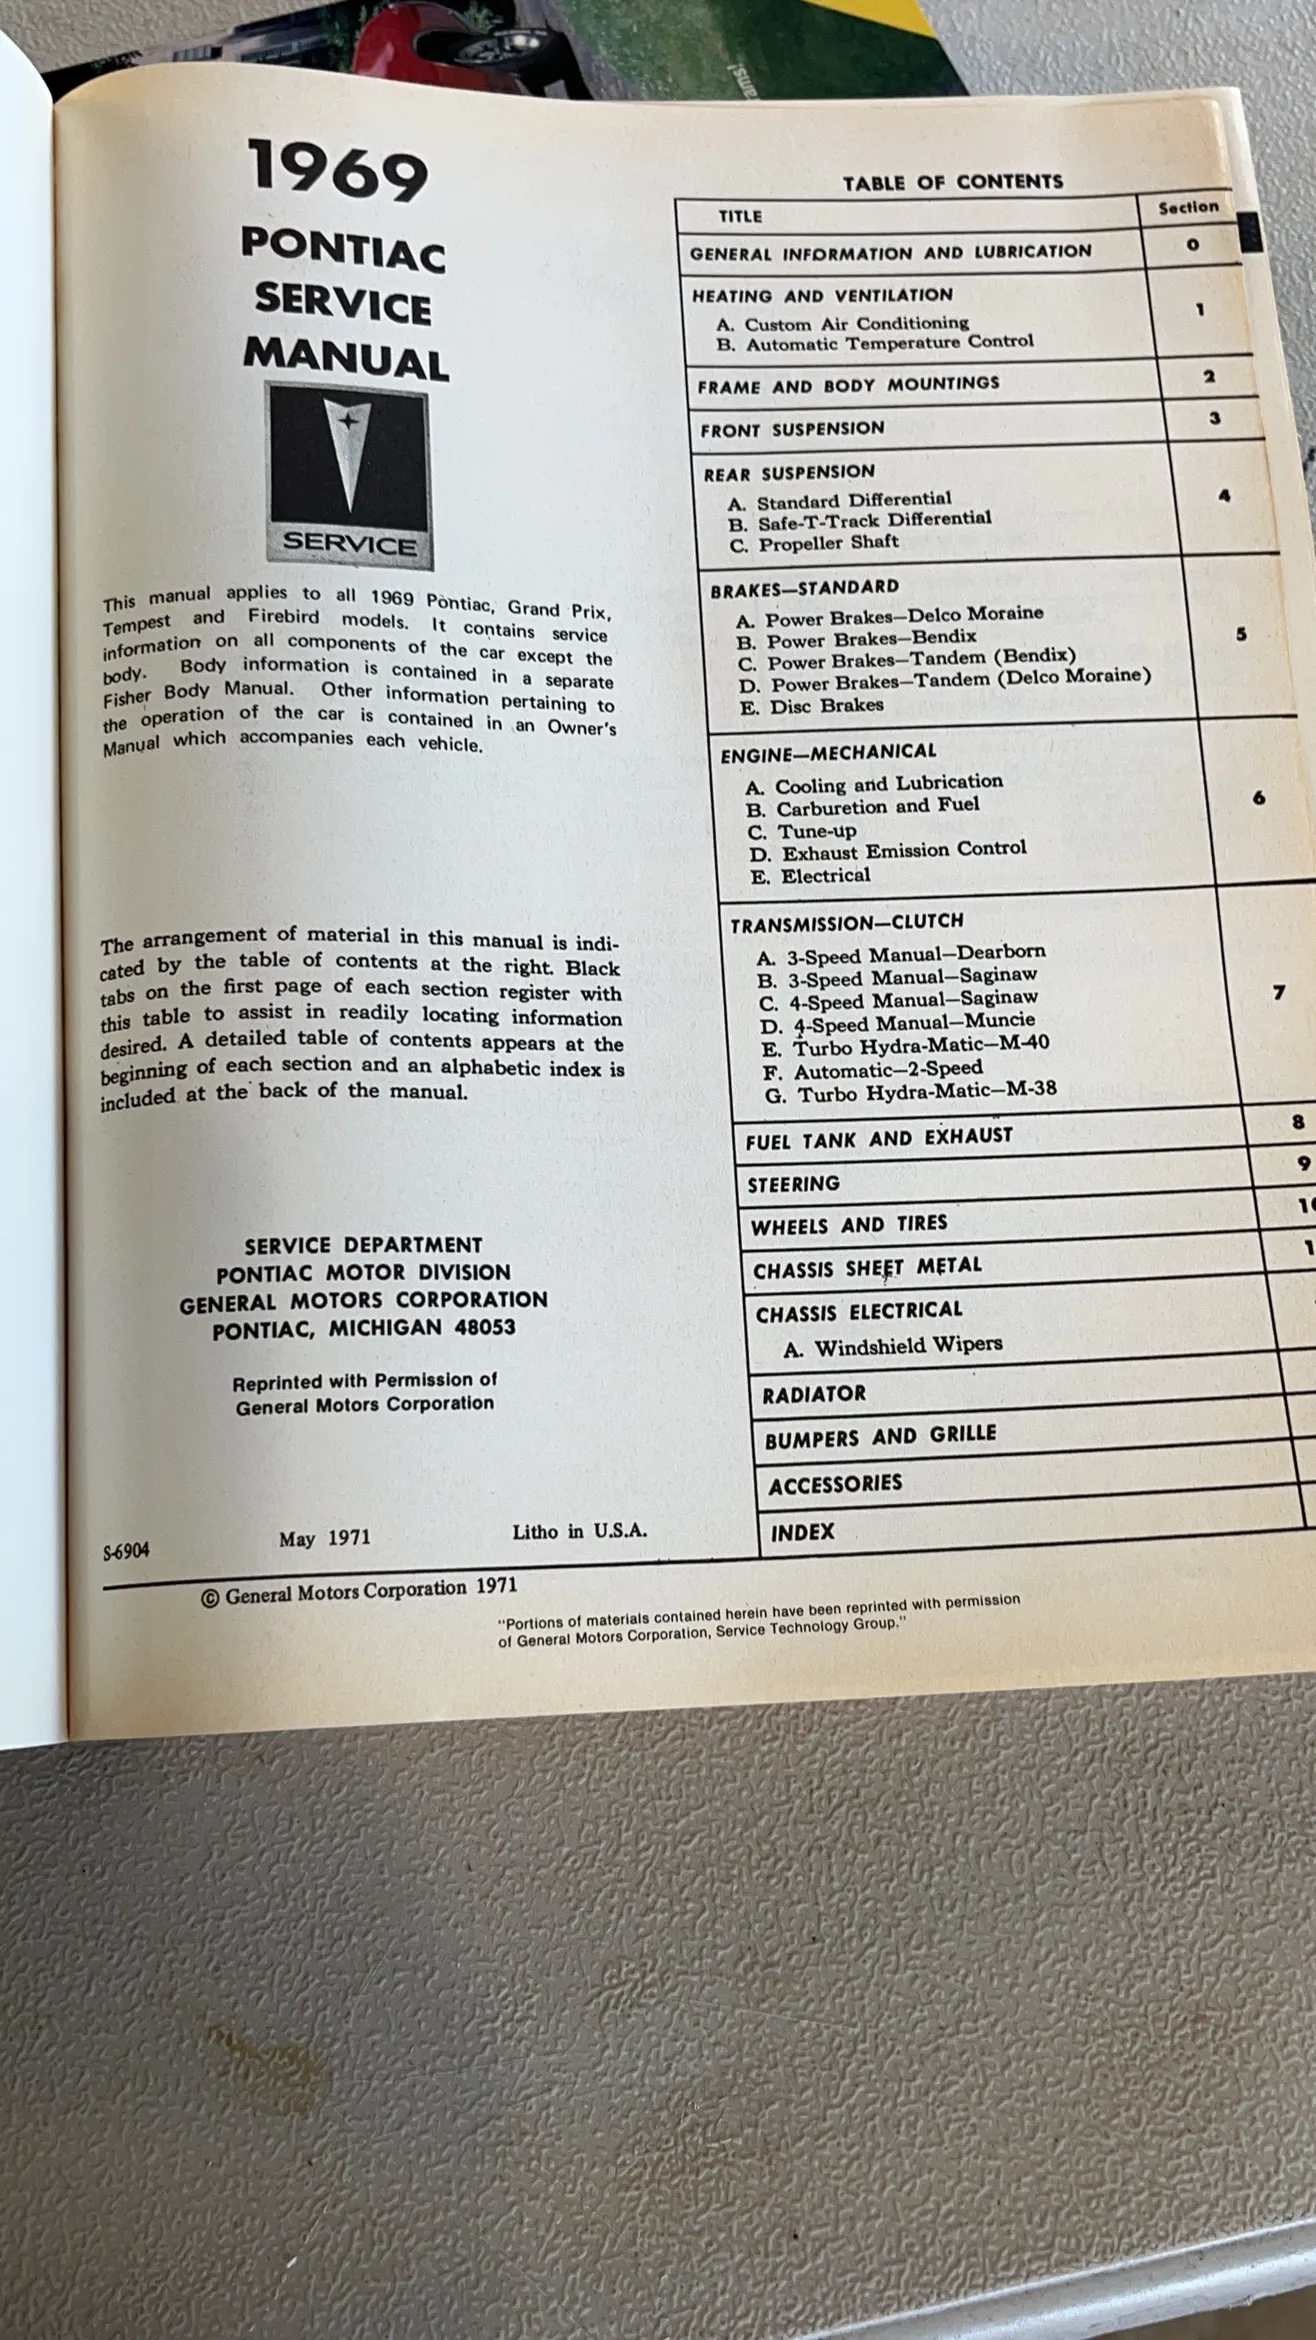 ams!
1969
PONTIAC
SERVICE
MANUAL
SERVICE
This manual applies to all 1969 Pontiac, Grand Prix,
Tempest and Firebird models. It contains service
information on all components of the car except the
body. Body information is contained in a separate
Fisher Body Manual. Other information pertaining to
the operation of the car is contained in an Owner's
Manual which accompanies each vehicle.
The arrangement of material in this manual is indi-
cated by the table of contents at the right. Black
tabs on the first page of each section register with
this table to assist in readily locating information
desired. A detailed table of contents appears at the
beginning of each section and an alphabetic index is
included at the back of the manual.
SERVICE DEPARTMENT
PONTIAC MOTOR DIVISION
GENERAL MOTORS CORPORATION
PONTIAC, MICHIGAN 48053
Reprinted with Permission of
General Motors Corporation
S-6904 May 1971 Litho in U.S.A.
TABLE OF CONTENTS
TITLE Section
GENERAL INFORMATION AND LUBRICATION 0
HEATING AND VENTILATION 1
A. Custom Air Conditioning
B. Automatic Temperature Control
FRAME AND BODY MOUNTINGS 2
FRONT SUSPENSION 3
REAR SUSPENSION 4
A. Standard Differential
B. Safe-T-Track Differential
C. Propeller Shaft
BRAKES—STANDARD 5
A. Power Brakes—Delco Moraine
B. Power Brakes—Bendix
C. Power Brakes—Tandem (Bendix)
D. Power Brakes—Tandem (Delco Moraine)
E. Disc Brakes
ENGINE—MECHANICAL 6
A. Cooling and Lubrication
B. Carburetion and Fuel
C. Tune-up
D. Exhaust Emission Control
E. Electrical
TRANSMISSION—CLUTCH 7
A. 3-Speed Manual—Dearborn
B. 3-Speed Manual—Saginaw
C. 4-Speed Manual—Saginaw
D. 4-Speed Manual—Muncie
E. Turbo Hydra-Matic—M-40
F. Automatic—2-Speed
G. Turbo Hydra-Matic—M-38
FUEL TANK AND EXHAUST 8
STEERING 9
WHEELS AND TIRES 10
CHASSIS SHEET METAL 1
CHASSIS ELECTRICAL
A. Windshield Wipers
RADIATOR
BUMPERS AND GRILLE
ACCESSORIES
INDEX
© General Motors Corporation 1971
"Portions of materials contained herein have been reprinted with permission
of General Motors Corporation, Service Technology Group."